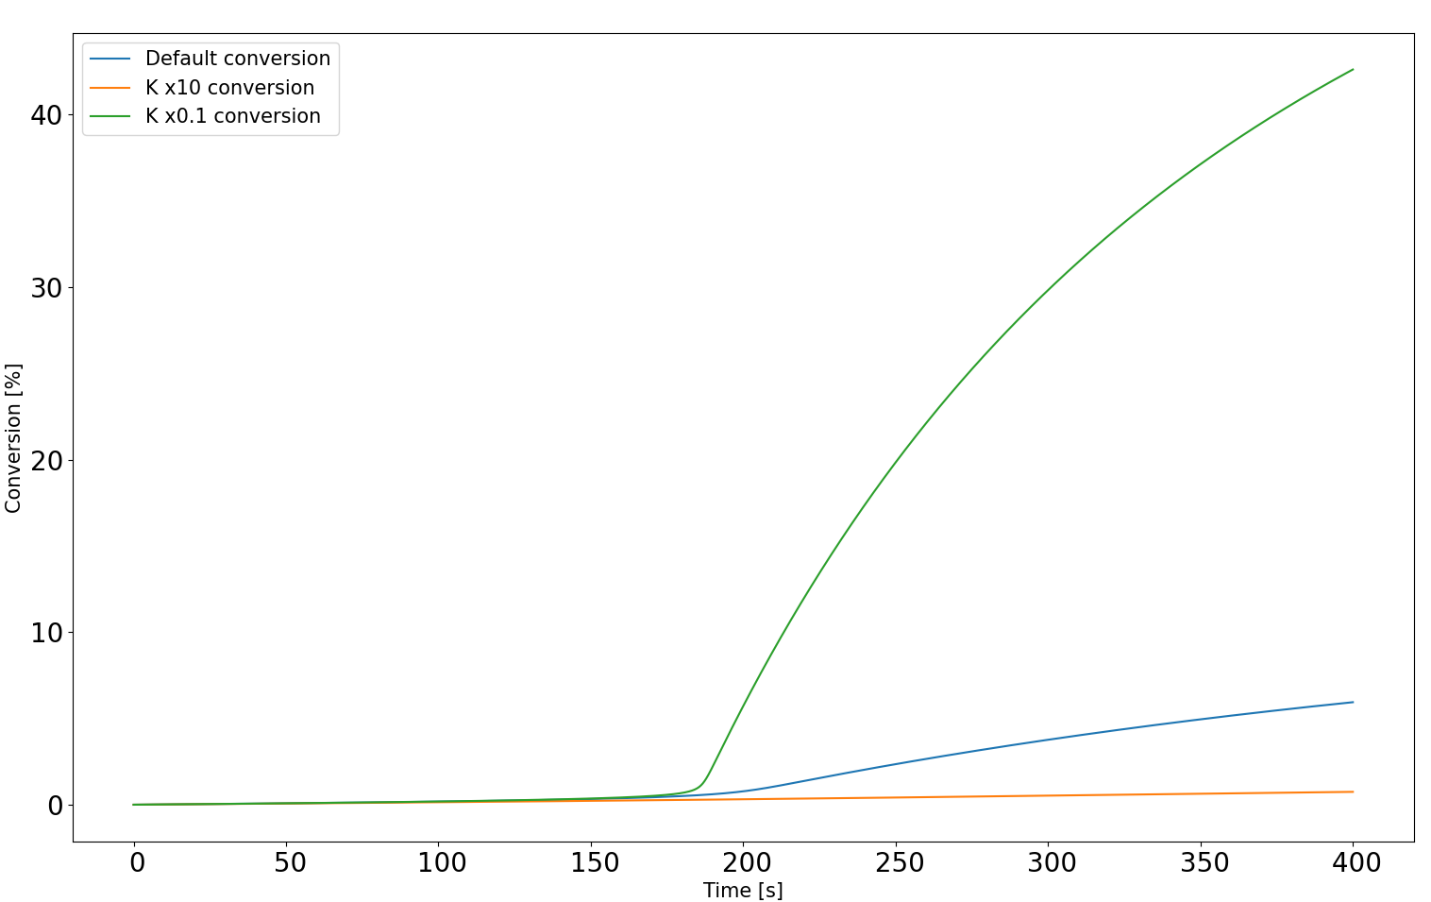 Default conversion
K x10 conversion
K x0.1 conversion
Conversion [%]
40
30
20
10
0
0 50 100 150 200 250 300 350 400
Time [s]